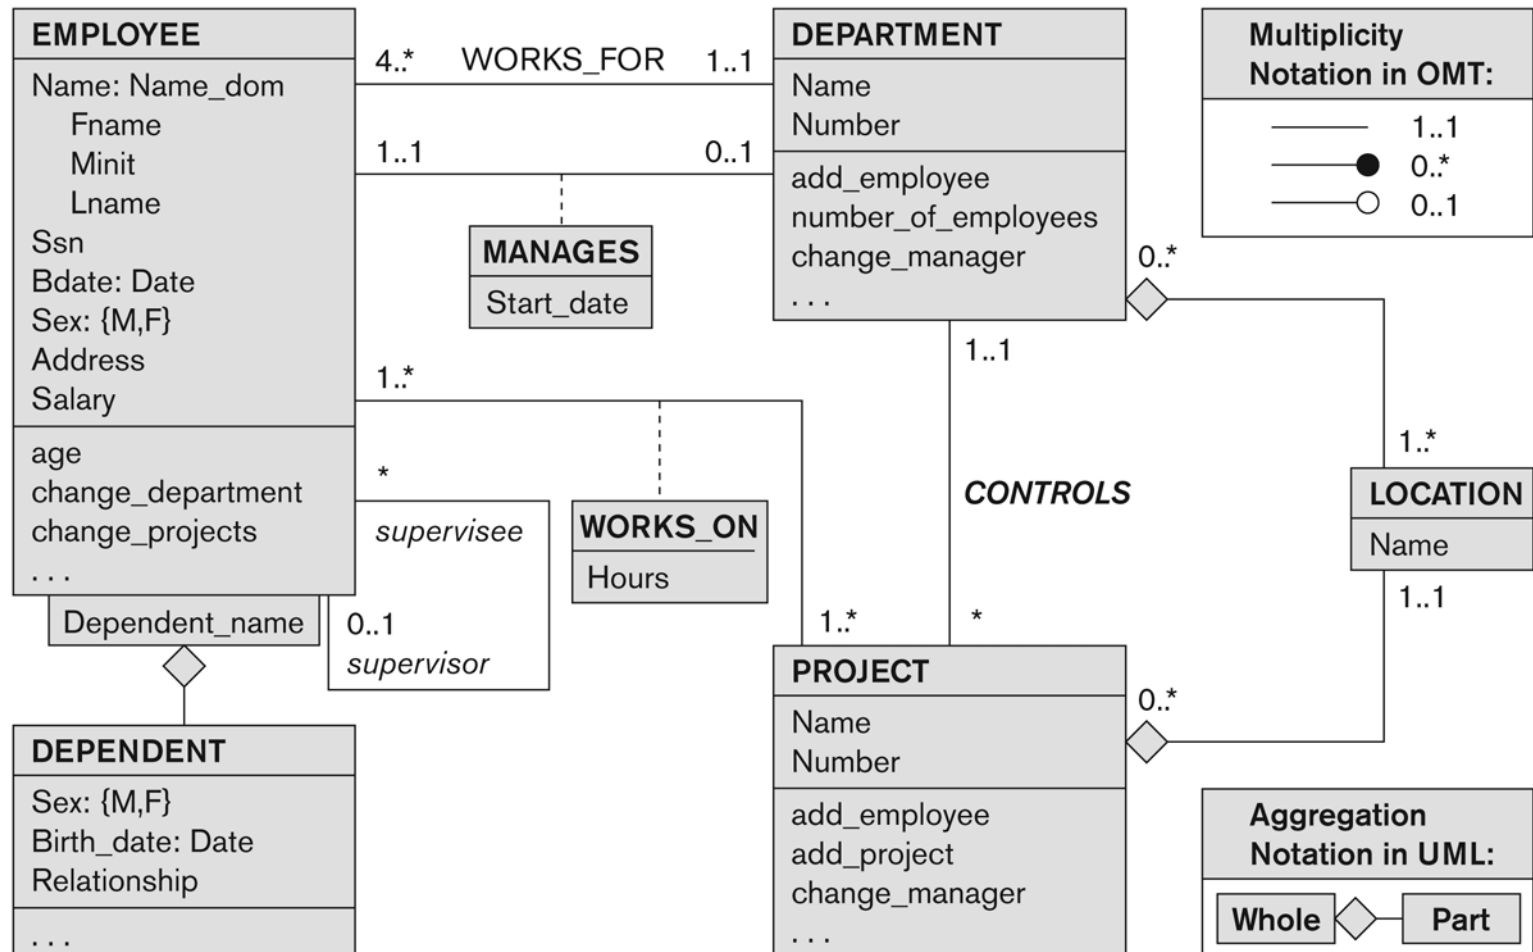 EMPLOYEE
Name: Name_dom
Fname
Minit
Lname
Ssn
Bdate: Date
Sex: {M,F}
Address
Salary
age
change_department
change_projects
. . .
Dependent_name
DEPENDENT
Sex: {M,F}
Birth_date: Date
Relationship
. . .
4..* WORKS_FOR 1..1
1..1 0..1
MANAGES
Start_date
1..*
*
supervisee
0..1
supervisor
WORKS_ON
Hours
1..*
DEPARTMENT
Name
Number
add_employee
number_of_employees
change_manager
. . .
1..1
CONTROLS
*
PROJECT
Name
Number
add_employee
add_project
change_manager
. . .
Multiplicity
Notation in OMT:
1..1
0..*
0..1
0..*
1..*
LOCATION
Name
1..1
0..*
Aggregation
Notation in UML:
Whole Part